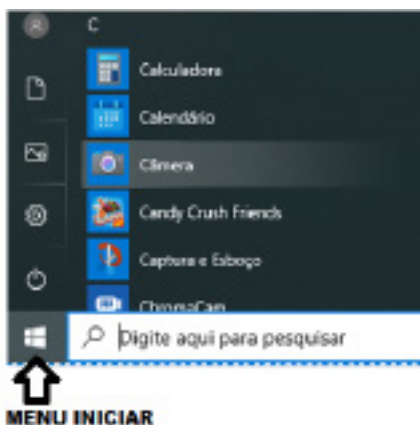 C
Calculadora
Calendário
Câmera
Candy Crush Friends
Captura e Esboço
ChromaCam
Digite aqui para pesquisar
MENU INICIAR